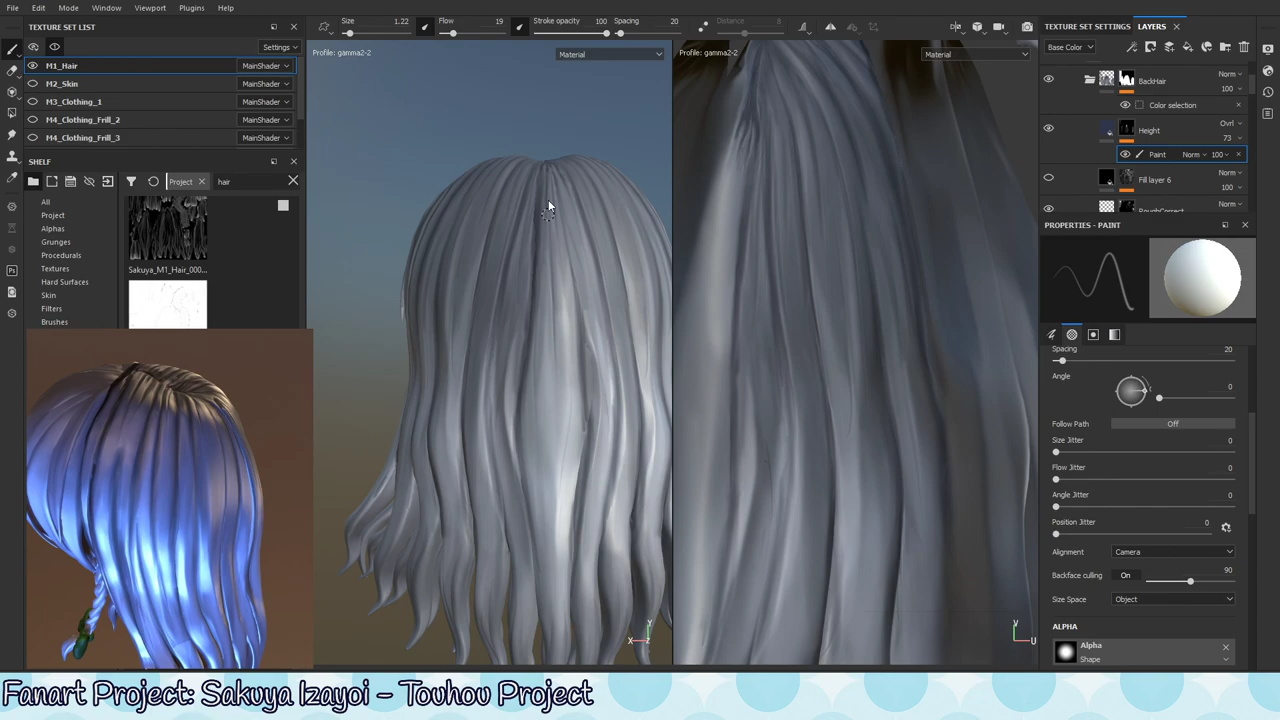 File Edit Mode Window Viewport Plugins Help
TEXTURE SET LIST
Settings
M1_Hair MainShader
M2_Skin MainShader
M3_Clothing_1 MainShader
M4_Clothing_Frill_2 MainShader
M4_Clothing_Frill_3 MainShader
SHELF
Project hair
All
Project
Alphas
Grunges
Procedurals
Textures
Hard Surfaces
Skin
Filters
Brushes
Sakuya_M1_Hair_000...
Size 1.22 Flow 19 Stroke opacity 100 Spacing 20 Distance 8
Profile: gamma2-2 Material
Profile: gamma2-2 Material
X Y Z
V U
TEXTURE SET SETTINGS LAYERS
Base Color
BackHair Norm 100
Color selection
Height Ovrl 73
Paint Norm 100
Fill layer 6 Norm 100
RoughCorrect Norm
PROPERTIES - PAINT
Spacing 20
Angle 0
Follow Path Off
Size Jitter 0
Flow Jitter 0
Angle Jitter 0
Position Jitter 0
Alignment Camera
Backface culling On 90
Size Space Object
ALPHA
Alpha
Shape
Ps
Fanart Project: Sakuya Izayoi - Touhou Project